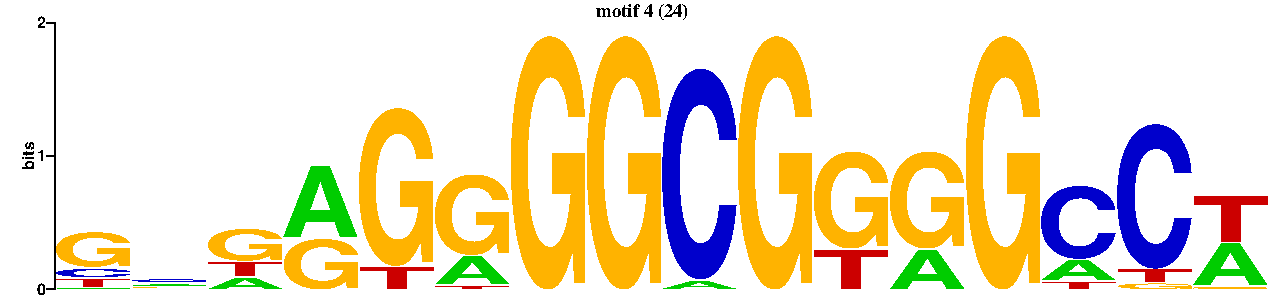 motif 4 (24)
2
bits
1
0
G G A G G G G C G G G G C C T
C T G T A A T A A T A
T A T T G